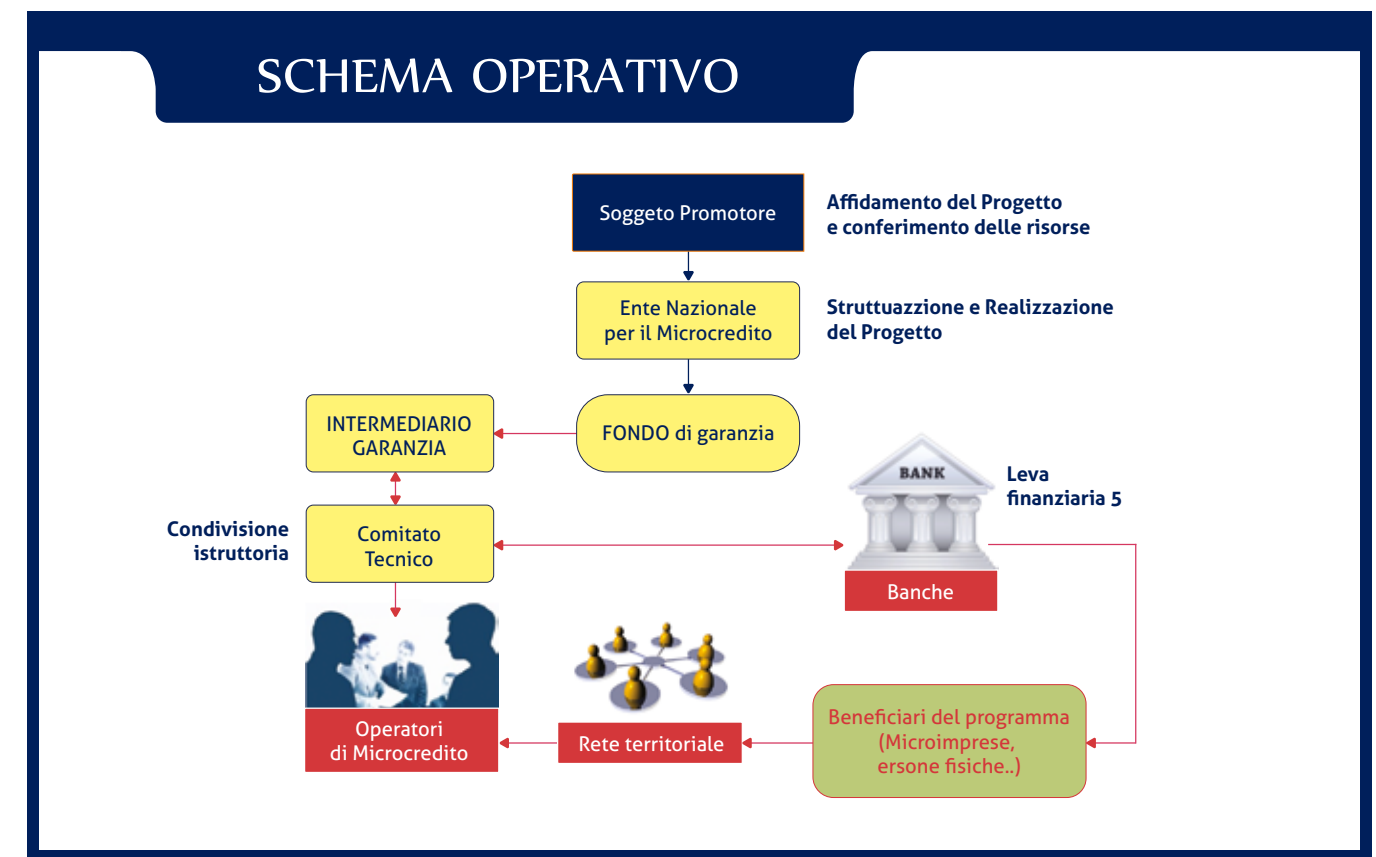 SCHEMA OPERATIVO
Soggeto Promotore
Affidamento del Progetto
e conferimento delle risorse
Ente Nazionale
per il Microcredito
Struttuazzione e Realizzazione
del Progetto
INTERMEDIARIO
GARANZIA
FONDO di garanzia
BANK
Leva
finanziaria 5
Condivisione
istruttoria
Comitato
Tecnico
Banche
Operatori
di Microcredito
Rete territoriale
Beneficiari del programma
(Microimprese,
ersone fisiche..)